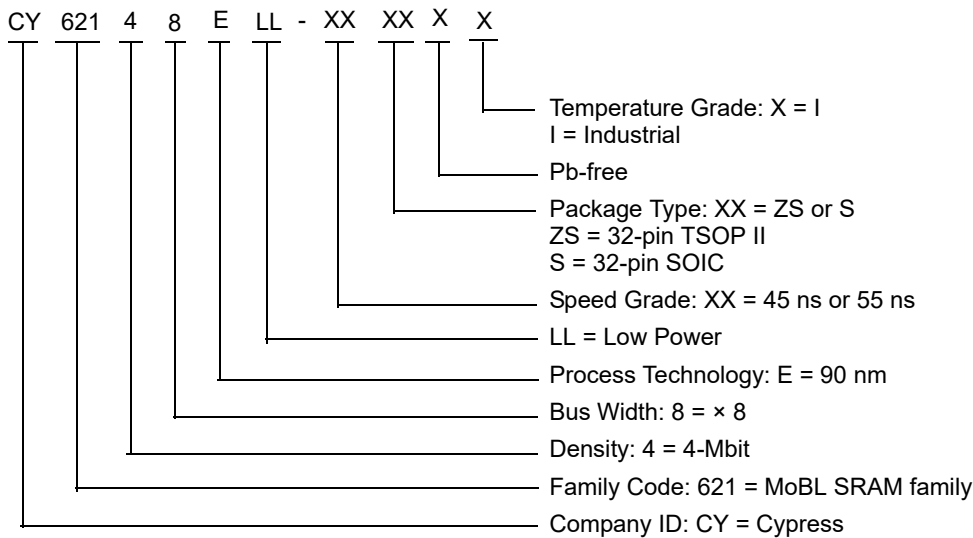 CY 621 4 8 E LL - XX XX X X
Temperature Grade: X = I
I = Industrial
Pb-free
Package Type: XX = ZS or S
ZS = 32-pin TSOP II
S = 32-pin SOIC
Speed Grade: XX = 45 ns or 55 ns
LL = Low Power
Process Technology: E = 90 nm
Bus Width: 8 = × 8
Density: 4 = 4-Mbit
Family Code: 621 = MoBL SRAM family
Company ID: CY = Cypress